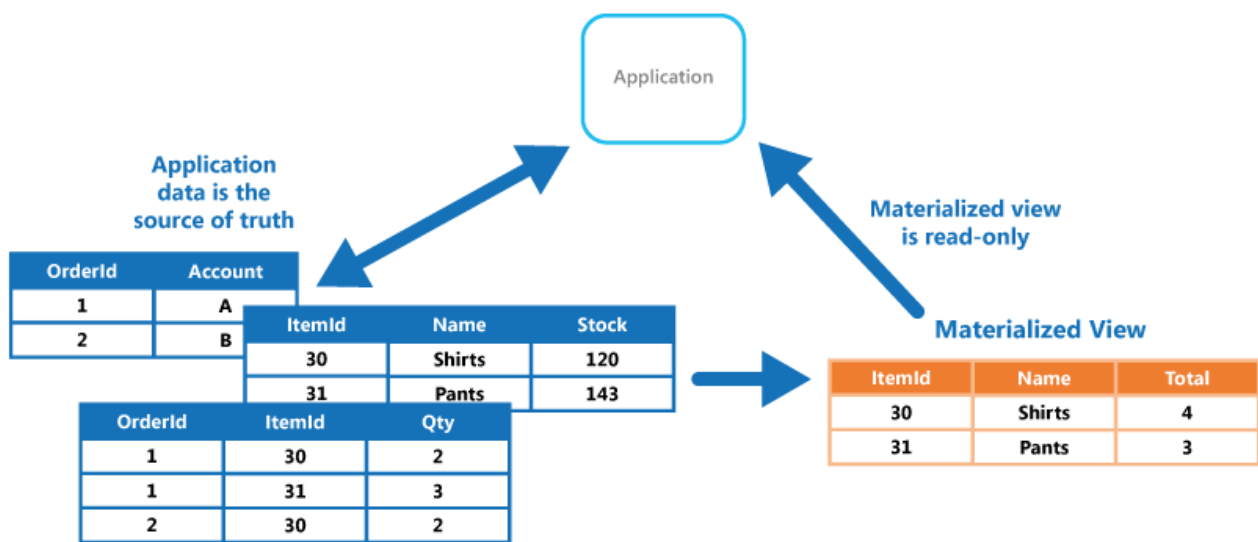 Application
Application
data is the
source of truth
Materialized view
is read-only
OrderId Account
1 A
2 B
ItemId Name Stock
30 Shirts 120
31 Pants 143
OrderId ItemId Qty
1 30 2
1 31 3
2 30 2
Materialized View
ItemId Name Total
30 Shirts 4
31 Pants 3